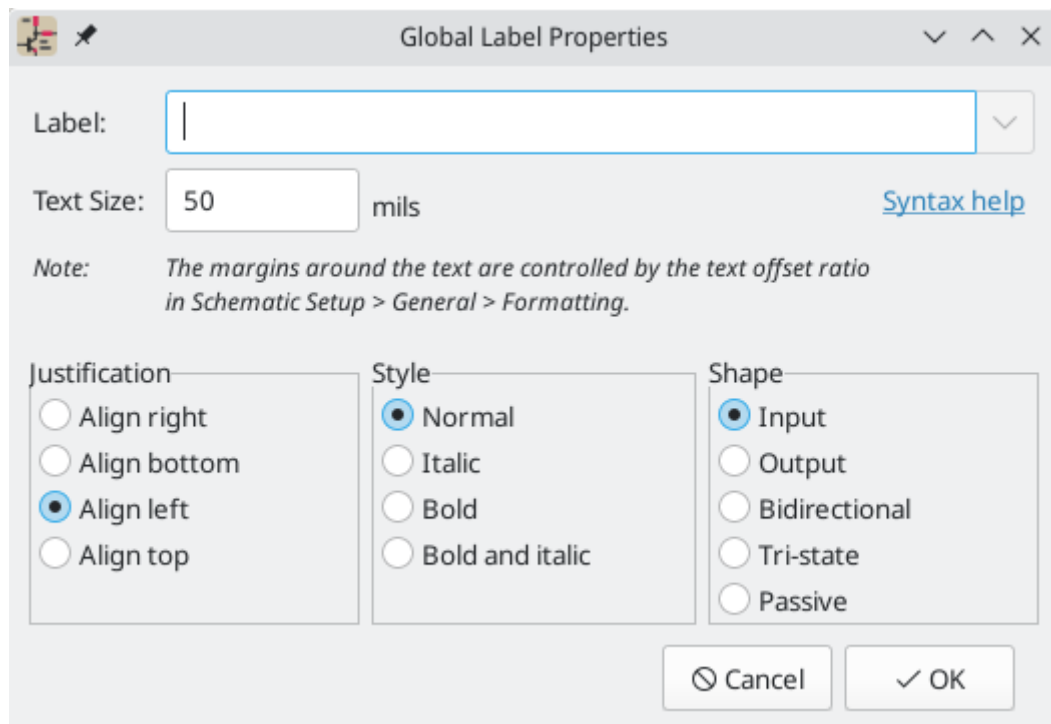 Global Label Properties
Label:
Text Size: 50 mils Syntax help
Note: The margins around the text are controlled by the text offset ratio
in Schematic Setup > General > Formatting.
Justification
Align right
Align bottom
Align left
Align top
Style
Normal
Italic
Bold
Bold and italic
Shape
Input
Output
Bidirectional
Tri-state
Passive
Cancel OK